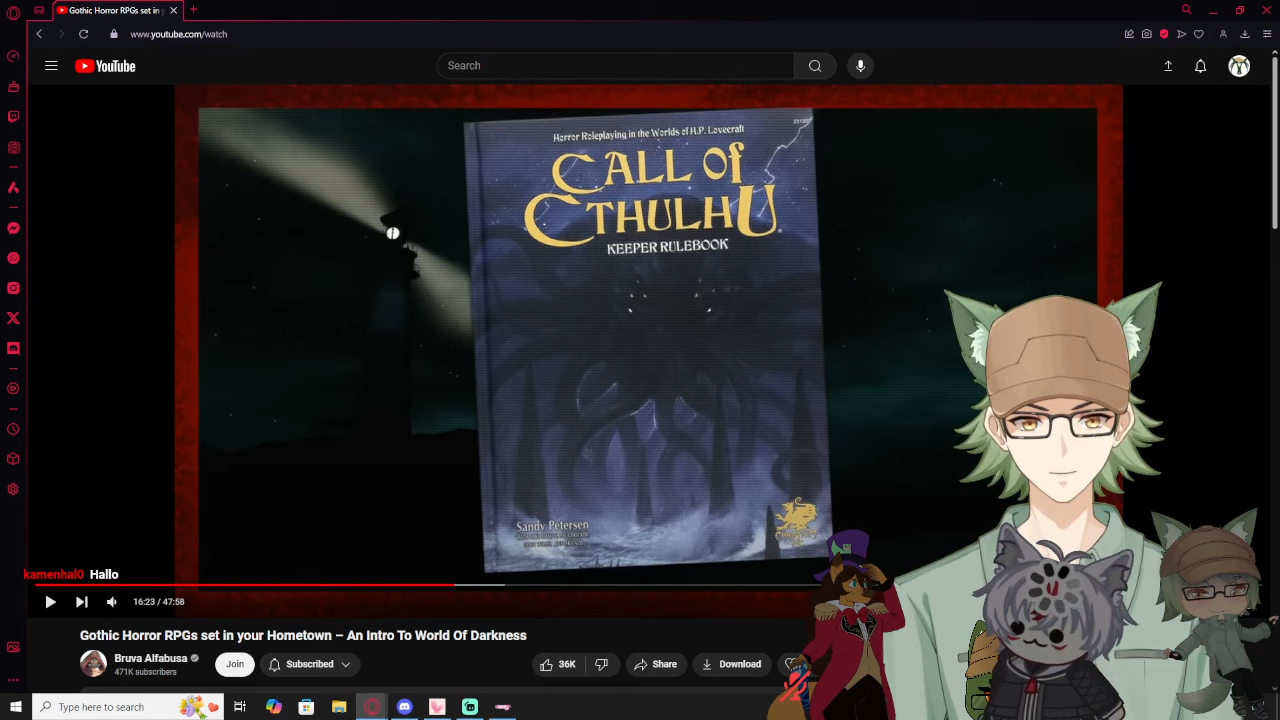 Gothic Horror RPGs set in y
www.youtube.com/watch
YouTube
Search
Horror Roleplaying in the Worlds of H.P. Lovecraft
CALL of
CTHULHU
KEEPER RULEBOOK
Sandy Petersen
kamenhal0 Hallo
16:23 / 47:58
Gothic Horror RPGs set in your Hometown – An Intro To World Of Darkness
Bruva Alfabusa
471K subscribers
Join
Subscribed
36K
Share
Download
Type here to search